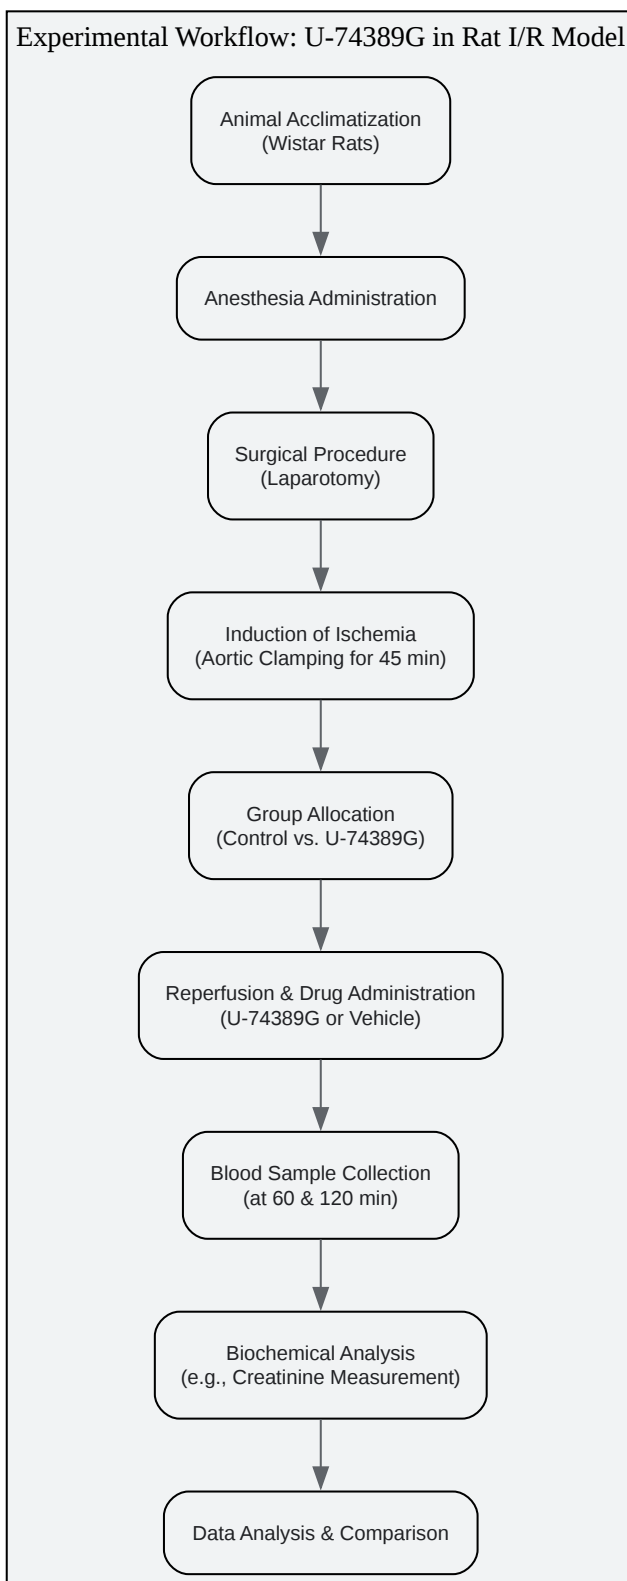 Experimental Workflow: U-74389G in Rat I/R Model
Animal Acclimatization
(Wistar Rats)
Anesthesia Administration
Surgical Procedure
(Laparotomy)
Induction of Ischemia
(Aortic Clamping for 45 min)
Group Allocation
(Control vs. U-74389G)
Reperfusion & Drug Administration
(U-74389G or Vehicle)
Blood Sample Collection
(at 60 & 120 min)
Biochemical Analysis
(e.g., Creatinine Measurement)
Data Analysis & Comparison